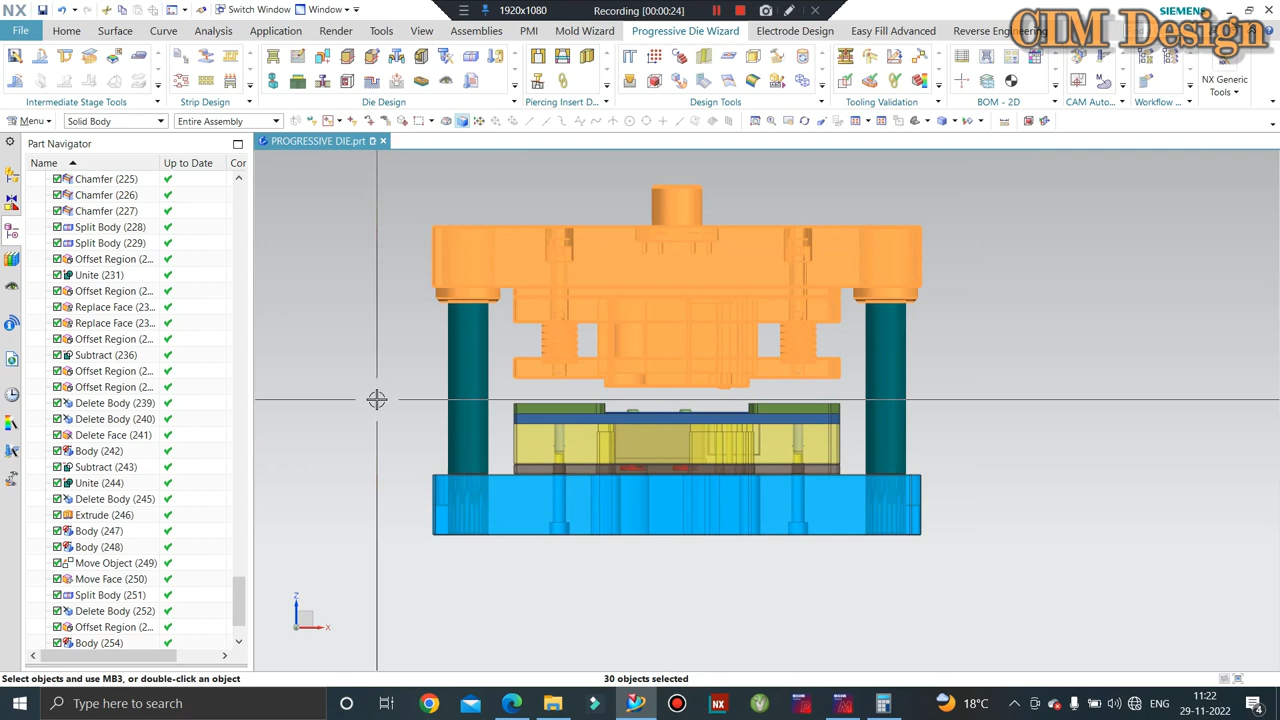 NX
Switch Window
Window
1920x1080
Recording [00:00:24]
SIEMENS
CIM Design
File
Home
Surface
Curve
Analysis
Application
Render
Tools
View
Assemblies
PMI
Mold Wizard
Progressive Die Wizard
Electrode Design
Easy Fill Advanced
Reverse Engineering
Intermediate Stage Tools
Strip Design
Die Design
Piercing Insert D...
Design Tools
Tooling Validation
BOM - 2D
CAM Auto...
Workflow ...
NX Generic
Tools
Menu
Solid Body
Entire Assembly
Part Navigator
PROGRESSIVE DIE.prt
Name
Up to Date
Cor
Chamfer (225)
Chamfer (226)
Chamfer (227)
Split Body (228)
Split Body (229)
Offset Region (2...
Unite (231)
Offset Region (2...
Replace Face (23...
Replace Face (23...
Offset Region (2...
Subtract (236)
Offset Region (2...
Offset Region (2...
Delete Body (239)
Delete Body (240)
Delete Face (241)
Body (242)
Subtract (243)
Unite (244)
Delete Body (245)
Extrude (246)
Body (247)
Body (248)
Move Object (249)
Move Face (250)
Split Body (251)
Delete Body (252)
Offset Region (2...
Body (254)
Z
X
Select objects and use MB3, or double-click an object
30 objects selected
Type here to search
NX
18°C
ENG
11:22
29-11-2022
4